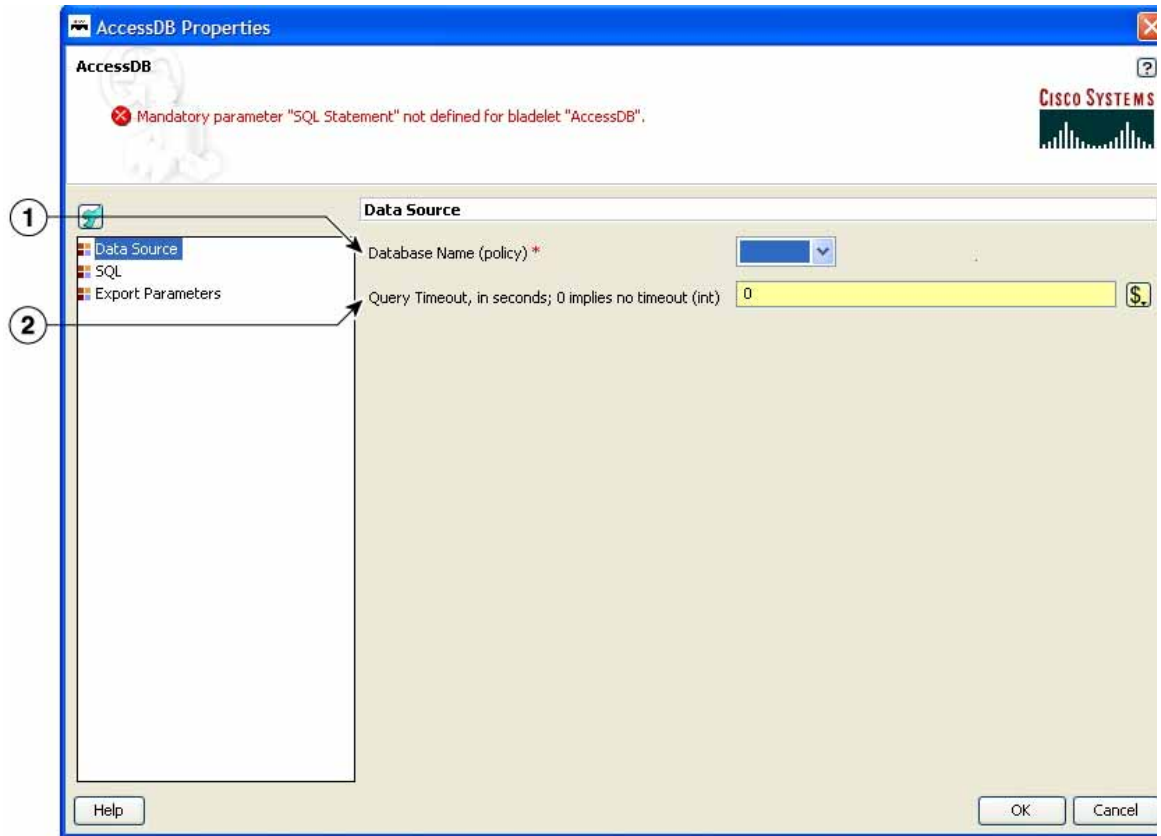 AccessDB Properties
AccessDB
Mandatory parameter "SQL Statement" not defined for bladelet "AccessDB".
CISCO SYSTEMS
1
Data Source
Data Source
Database Name (policy) *
SQL
Export Parameters
2
Query Timeout, in seconds; 0 implies no timeout (int)
0
$
Help
OK
Cancel